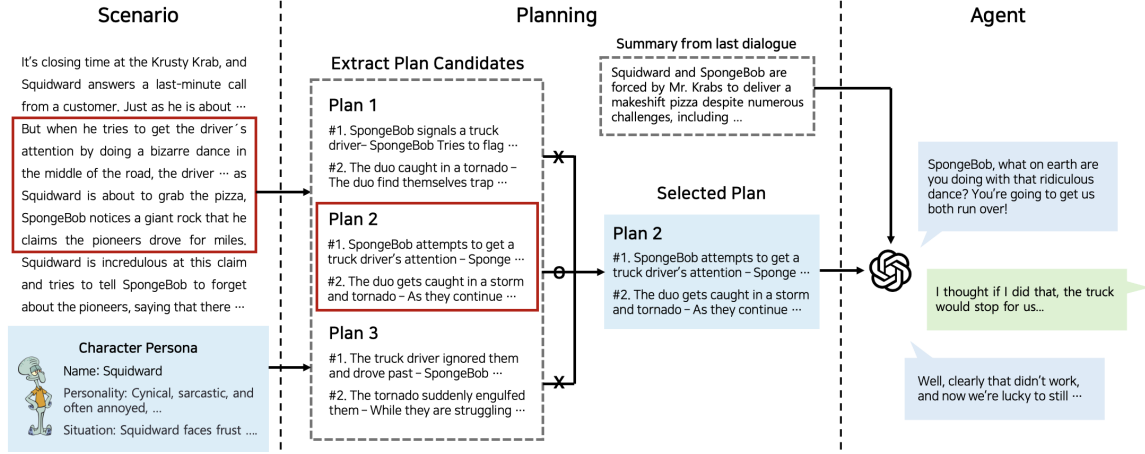 Scenario
It's closing time at the Krusty Krab, and
Squidward answers a last-minute call
from a customer. Just as he is about ···
But when he tries to get the driver´s
attention by doing a bizarre dance in
the middle of the road, the driver ··· as
Squidward is about to grab the pizza,
SpongeBob notices a giant rock that he
claims the pioneers drove for miles.
Squidward is incredulous at this claim
and tries to tell SpongeBob to forget
about the pioneers, saying that there ···
Character Persona
Name: Squidward
Personality: Cynical, sarcastic, and
often annoyed, ...
Situation: Squidward faces frust ....
Planning
Extract Plan Candidates
Plan 1
#1. SpongeBob signals a truck
driver– SpongeBob Tries to flag ···
#2. The duo caught in a tornado –
The duo find themselves trap ···
Plan 2
#1. SpongeBob attempts to get a
truck driver's attention – Sponge ···
#2. The duo gets caught in a storm
and tornado – As they continue ···
Plan 3
#1. The truck driver ignored them
and drove past – SpongeBob ···
#2. The tornado suddenly engulfed
them – While they are struggling ···
X
o
X
Summary from last dialogue
Squidward and SpongeBob are
forced by Mr. Krabs to deliver a
makeshift pizza despite numerous
challenges, including ...
Selected Plan
Plan 2
#1. SpongeBob attempts to get a
truck driver's attention – Sponge ···
#2. The duo gets caught in a storm
and tornado – As they continue ···
Agent
SpongeBob, what on earth are
you doing with that ridiculous
dance? You're going to get us
both run over!
I thought if I did that, the truck
would stop for us...
Well, clearly that didn't work,
and now we're lucky to still ···